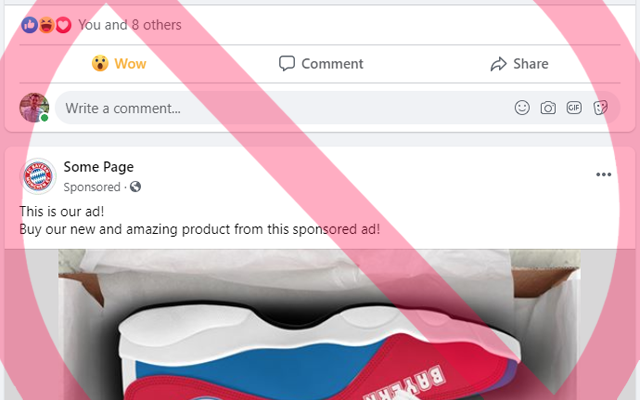 You and 8 others
Wow
Comment
Share
Write a comment...
GIF
Some Page
Sponsored ·
This is our ad!
Buy our new and amazing product from this sponsored ad!
BAYERN